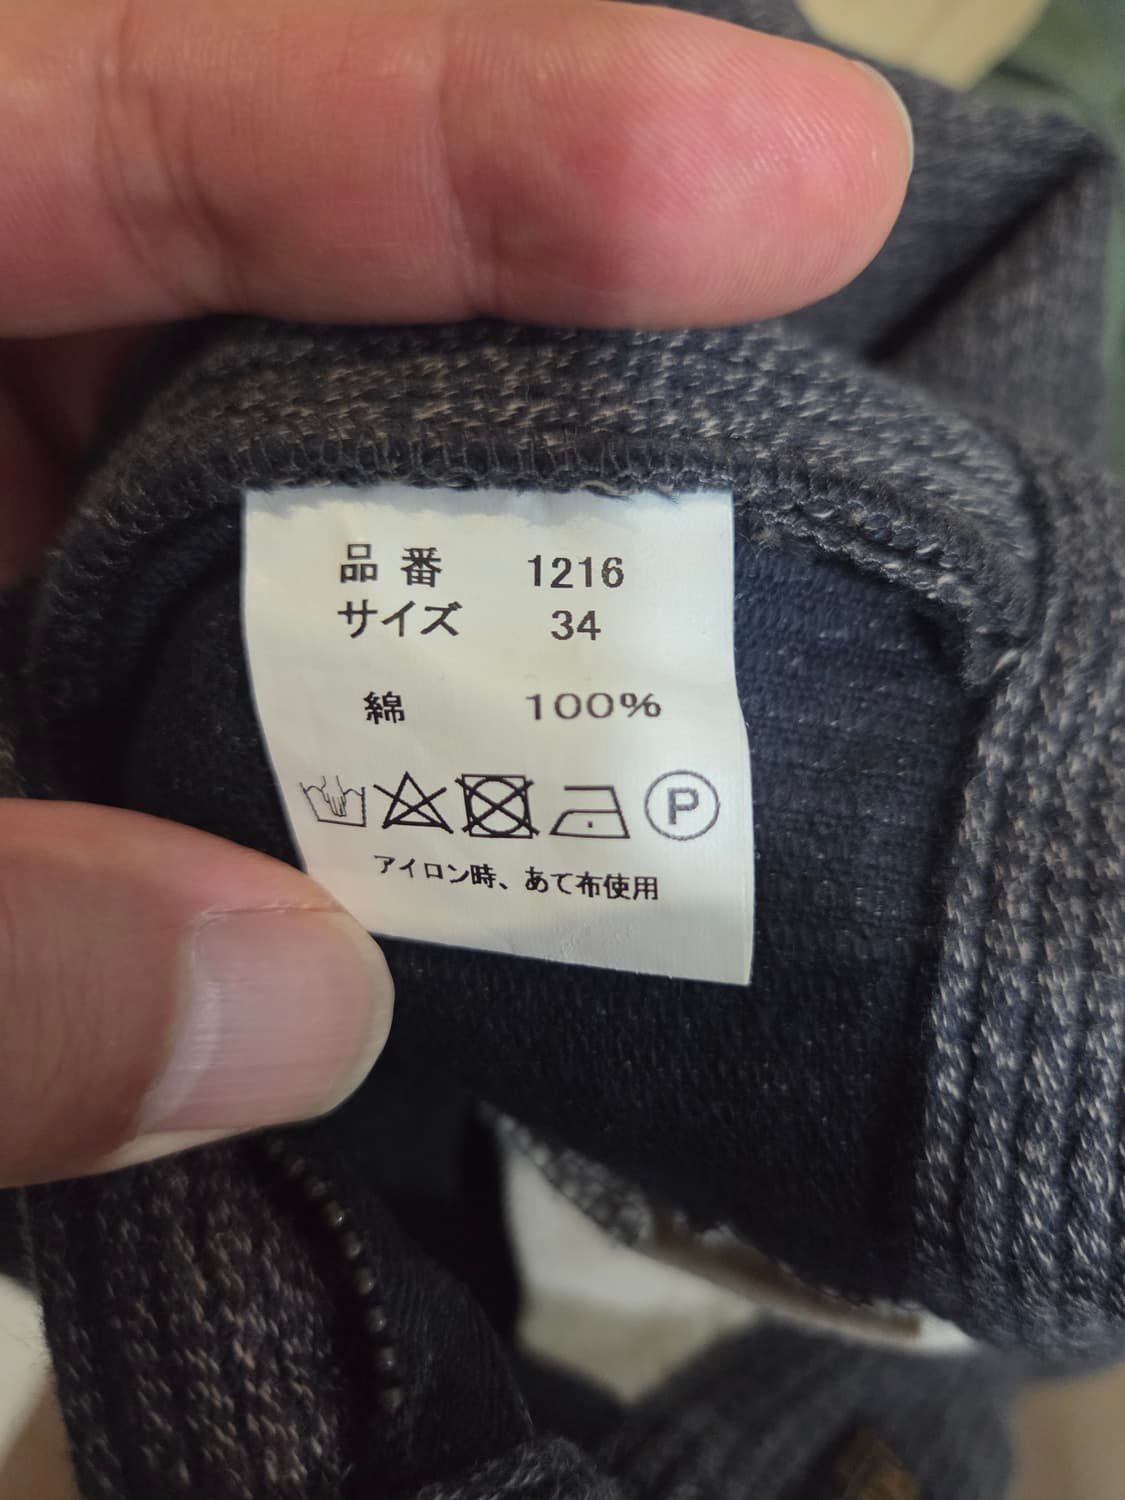 品番 1216
サイズ 34
綿 100%
P
アイロン時、あて布使用